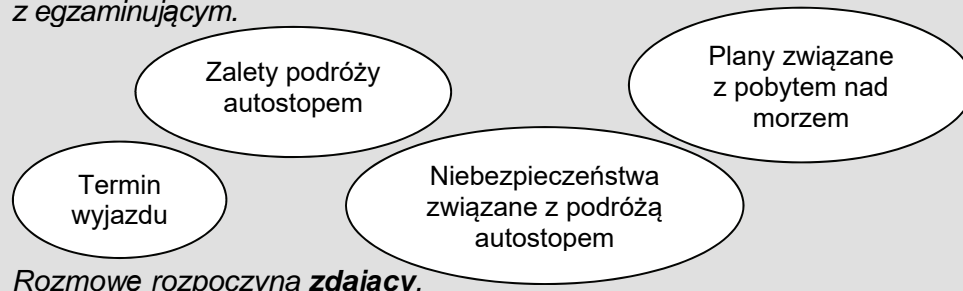 z egzaminującym.
Zalety podróży
autostopem
Plany związane
z pobytem nad
morzem
Termin
wyjazdu
Niebezpieczeństwa
związane z podróżą
autostopem
Rozmowę rozpoczyna zdający.